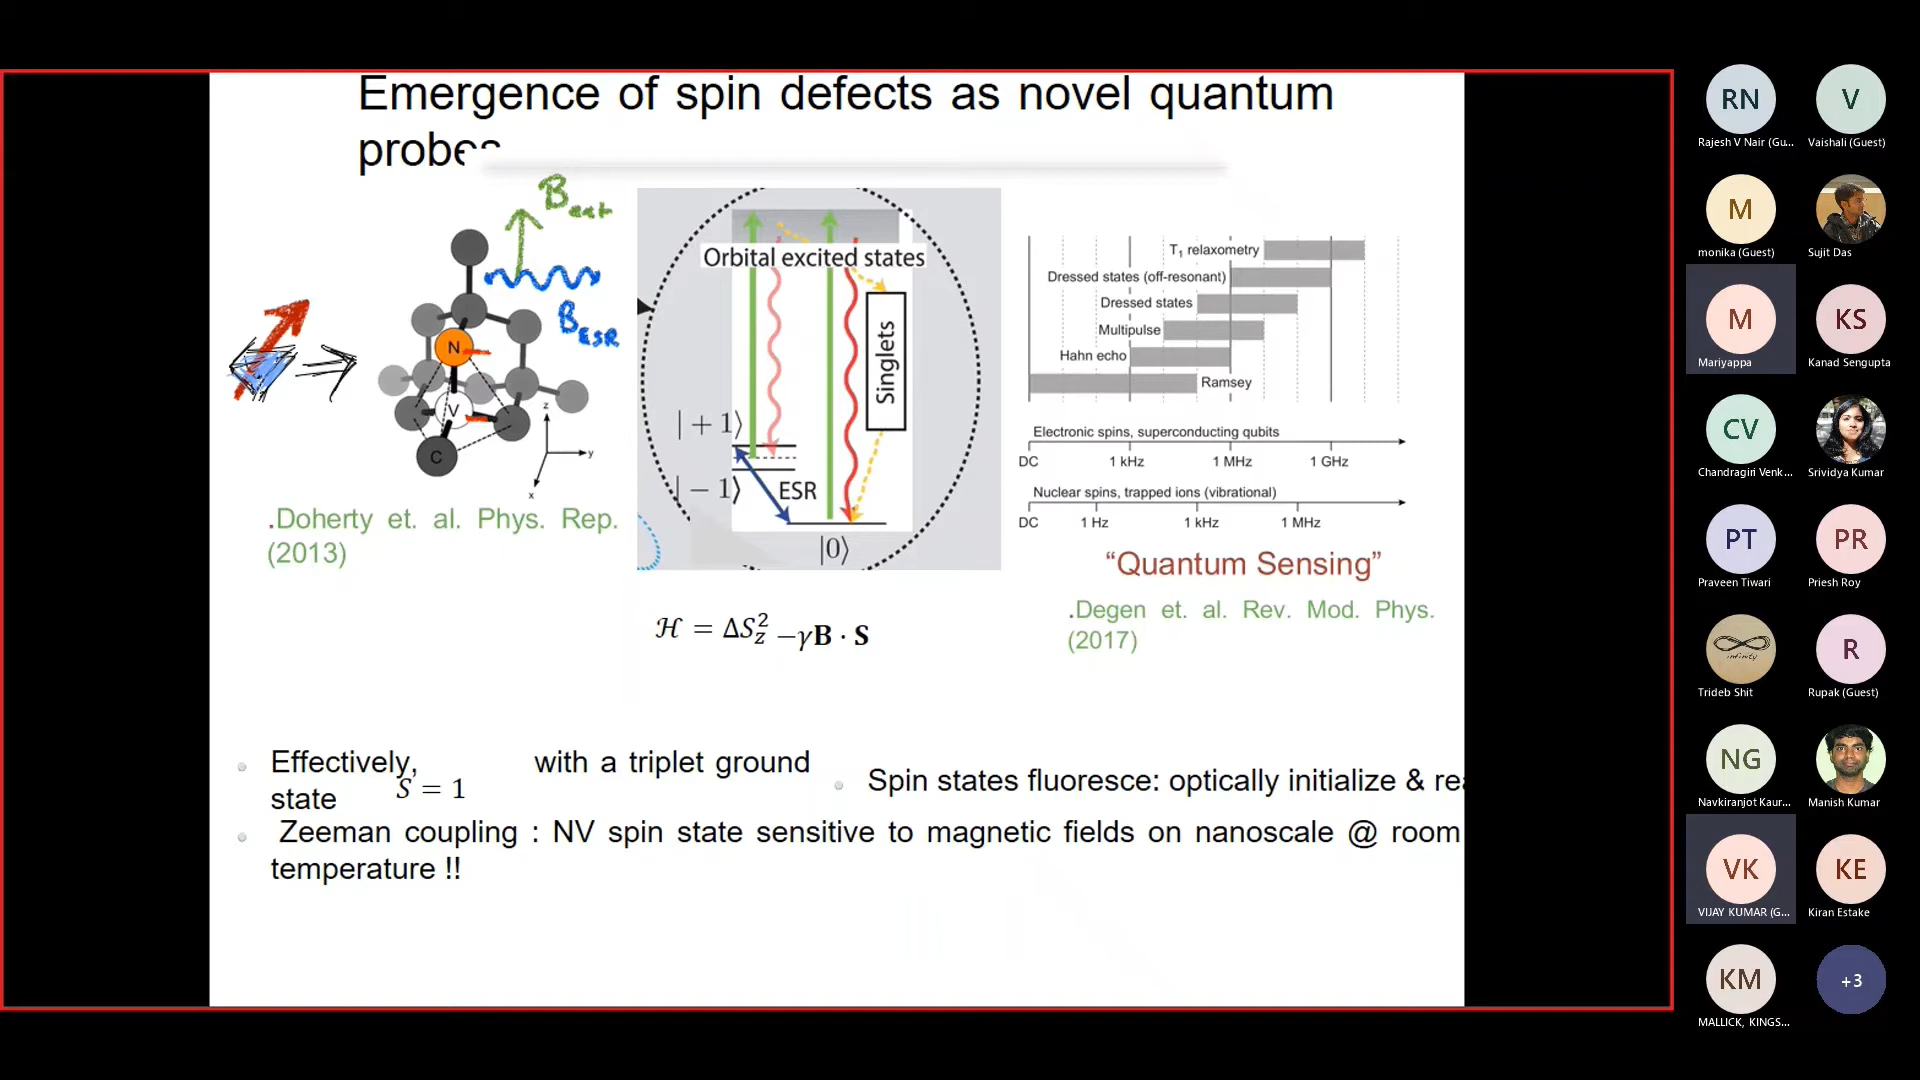 Emergence of spin defects as novel quantum
probes
B ext
B ESR
N
V
C
z
y
x
.Doherty et. al. Phys. Rep.
(2013)
Orbital excited states
Singlets
|+1⟩
|−1⟩
ESR
|0⟩
ℋ = ΔS_z^2 −γB · S
T1 relaxometry
Dressed states (off-resonant)
Dressed states
Multipulse
Hahn echo
Ramsey
Electronic spins, superconducting qubits
DC 1 kHz 1 MHz 1 GHz
Nuclear spins, trapped ions (vibrational)
DC 1 Hz 1 kHz 1 MHz
“Quantum Sensing”
.Degen et. al. Rev. Mod. Phys.
(2017)
Effectively, with a triplet ground
state S = 1
Spin states fluoresce: optically initialize & rea
Zeeman coupling : NV spin state sensitive to magnetic fields on nanoscale @ room
temperature !!
RN
Rajesh V Nair (Gu...
V
Vaishali (Guest)
M
monika (Guest)
Sujit Das
M
Mariyappa
KS
Kanad Sengupta
CV
Chandragiri Venk...
Srividya Kumar
PT
Praveen Tiwari
PR
Priesh Roy
infinity
Trideb Shit
R
Rupak (Guest)
NG
Navkiranjot Kaur...
Manish Kumar
VK
VIJAY KUMAR (G...
KE
Kiran Estake
KM
MALLICK, KINGS...
+3